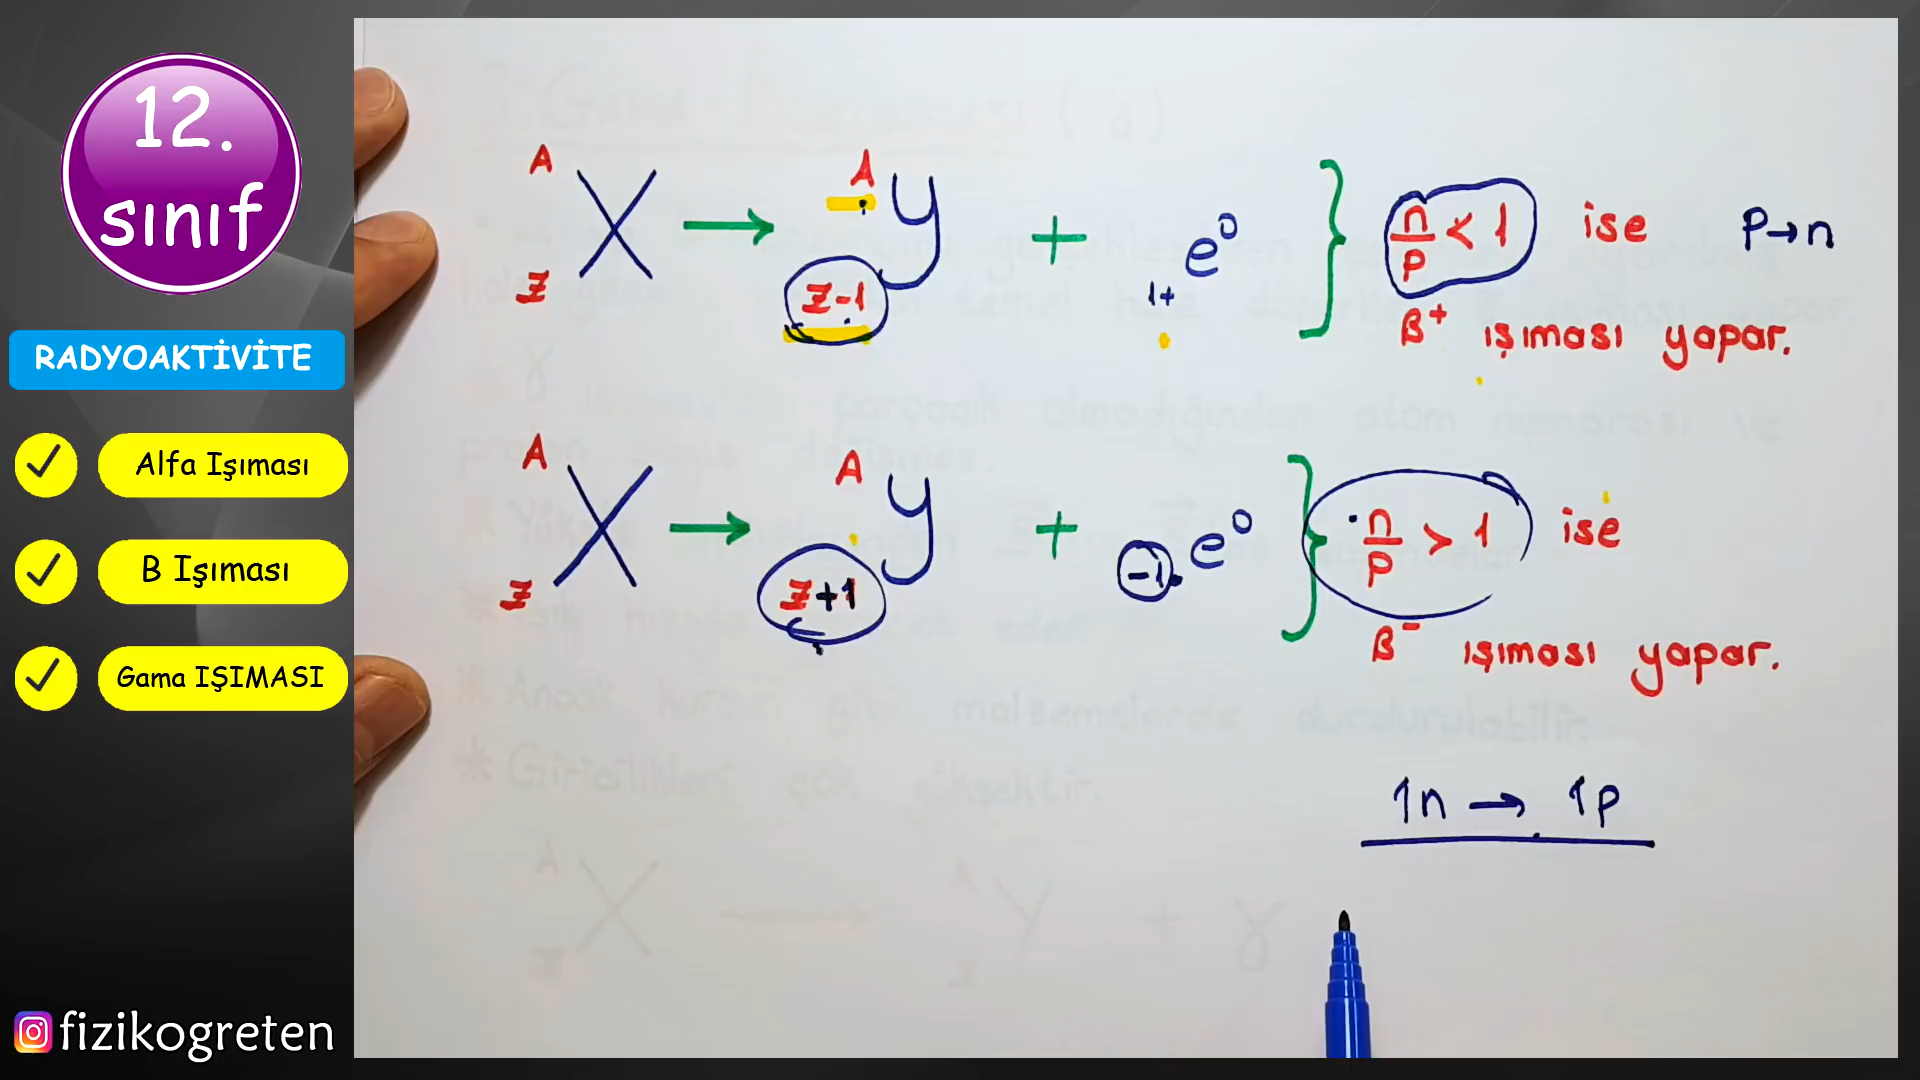 12.
sınıf
RADYOAKTİVİTE
Alfa Işıması
B Işıması
Gama IŞIMASI
fizikogreten
A
Z
X → A
Z-1 Y + 1+ e⁰ } n/p < 1 ise P→n
β⁺ ışıması yapar.
A
Z
X → A
Z+1 Y + -1 e⁰ } n/p > 1 ise
β⁻ ışıması yapar.
1n → 1p